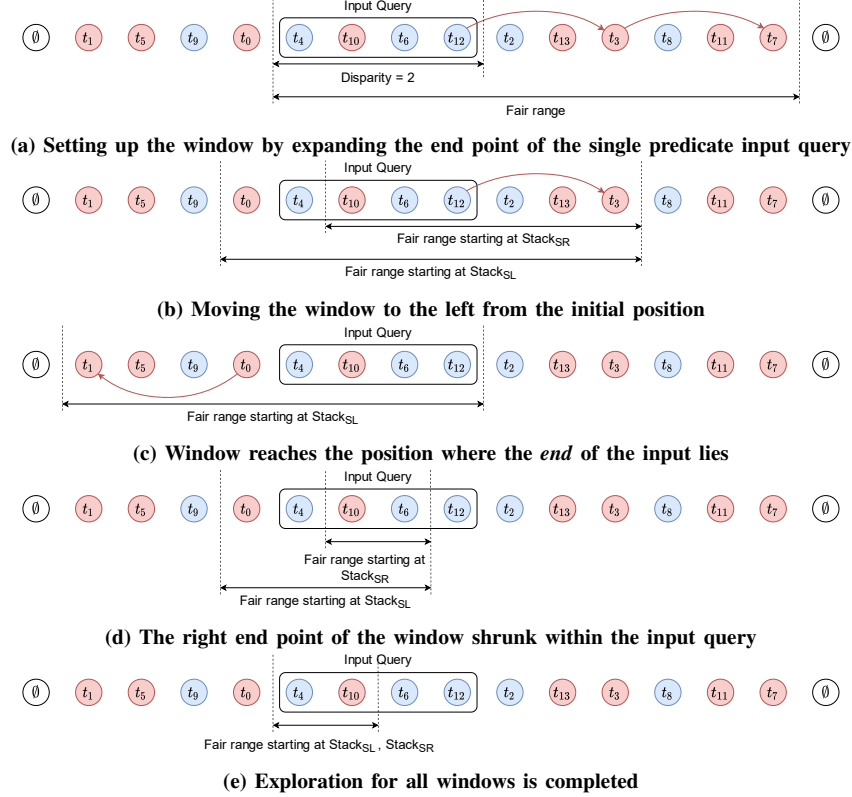 Input Query
∅ t1 t5 t9 t0 t4 t10 t6 t12 t2 t13 t3 t8 t11 t7 ∅
Disparity = 2
Fair range
(a) Setting up the window by expanding the end point of the single predicate input query
Input Query
∅ t1 t5 t9 t0 t4 t10 t6 t12 t2 t13 t3 t8 t11 t7 ∅
Fair range starting at StackSR
Fair range starting at StackSL
(b) Moving the window to the left from the initial position
Input Query
∅ t1 t5 t9 t0 t4 t10 t6 t12 t2 t13 t3 t8 t11 t7 ∅
Fair range starting at StackSL
(c) Window reaches the position where the end of the input lies
Input Query
∅ t1 t5 t9 t0 t4 t10 t6 t12 t2 t13 t3 t8 t11 t7 ∅
Fair range starting at
StackSR
Fair range starting at StackSL
(d) The right end point of the window shrunk within the input query
Input Query
∅ t1 t5 t9 t0 t4 t10 t6 t12 t2 t13 t3 t8 t11 t7 ∅
Fair range starting at StackSL , StackSR
(e) Exploration for all windows is completed